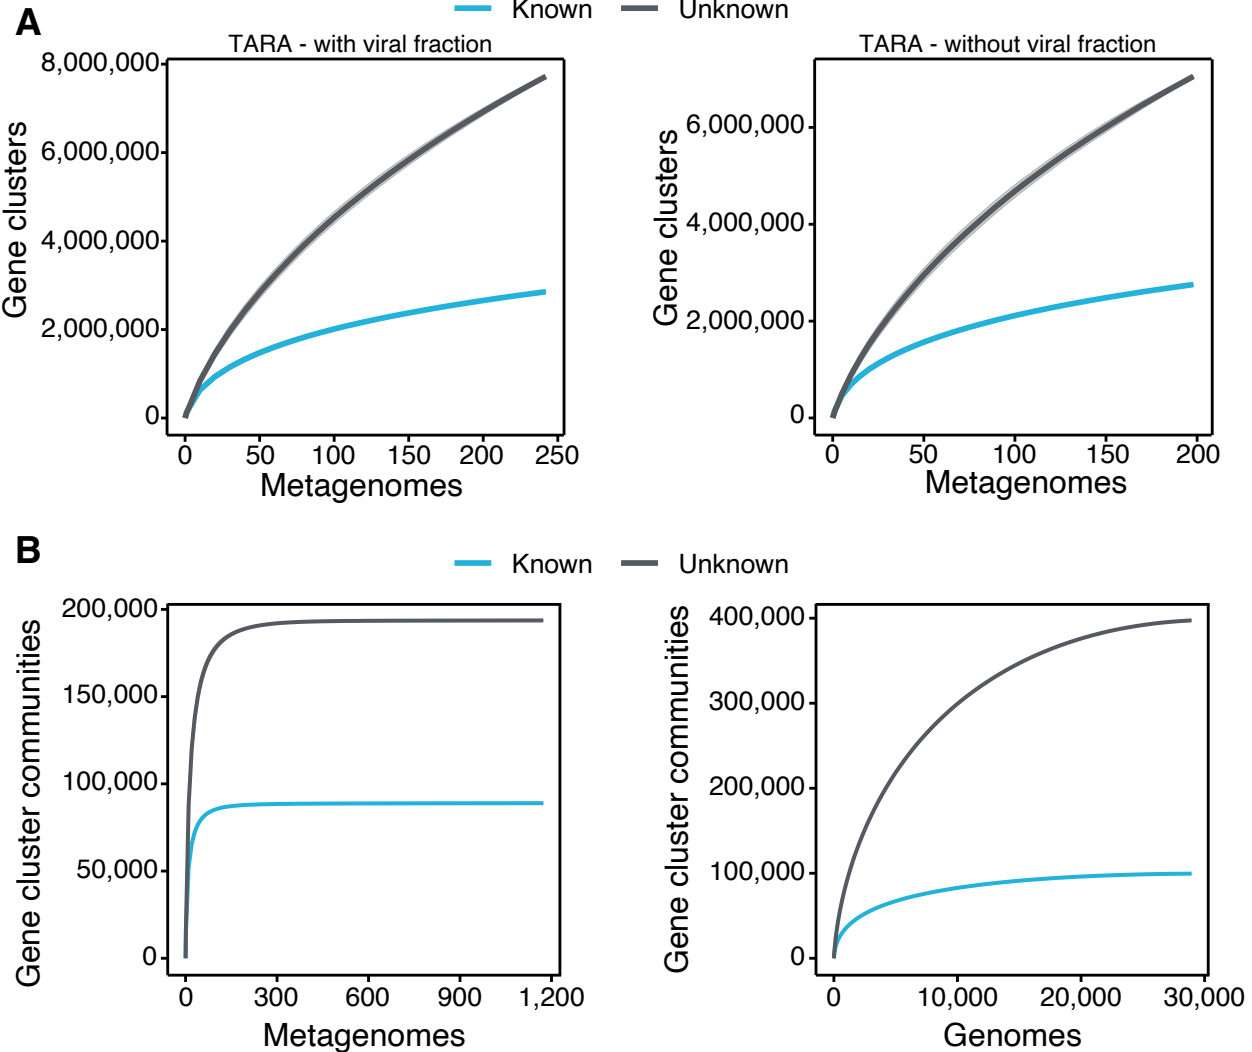 A
Known Unknown
TARA - with viral fraction
8,000,000
6,000,000
4,000,000
2,000,000
0
Gene clusters
0 50 100 150 200 250
Metagenomes
TARA - without viral fraction
6,000,000
4,000,000
2,000,000
0
Gene clusters
0 50 100 150 200
Metagenomes
B
Known Unknown
200,000
150,000
100,000
50,000
0
Gene cluster communities
0 300 600 900 1,200
Metagenomes
400,000
300,000
200,000
100,000
0
Gene cluster communities
0 10,000 20,000 30,000
Genomes